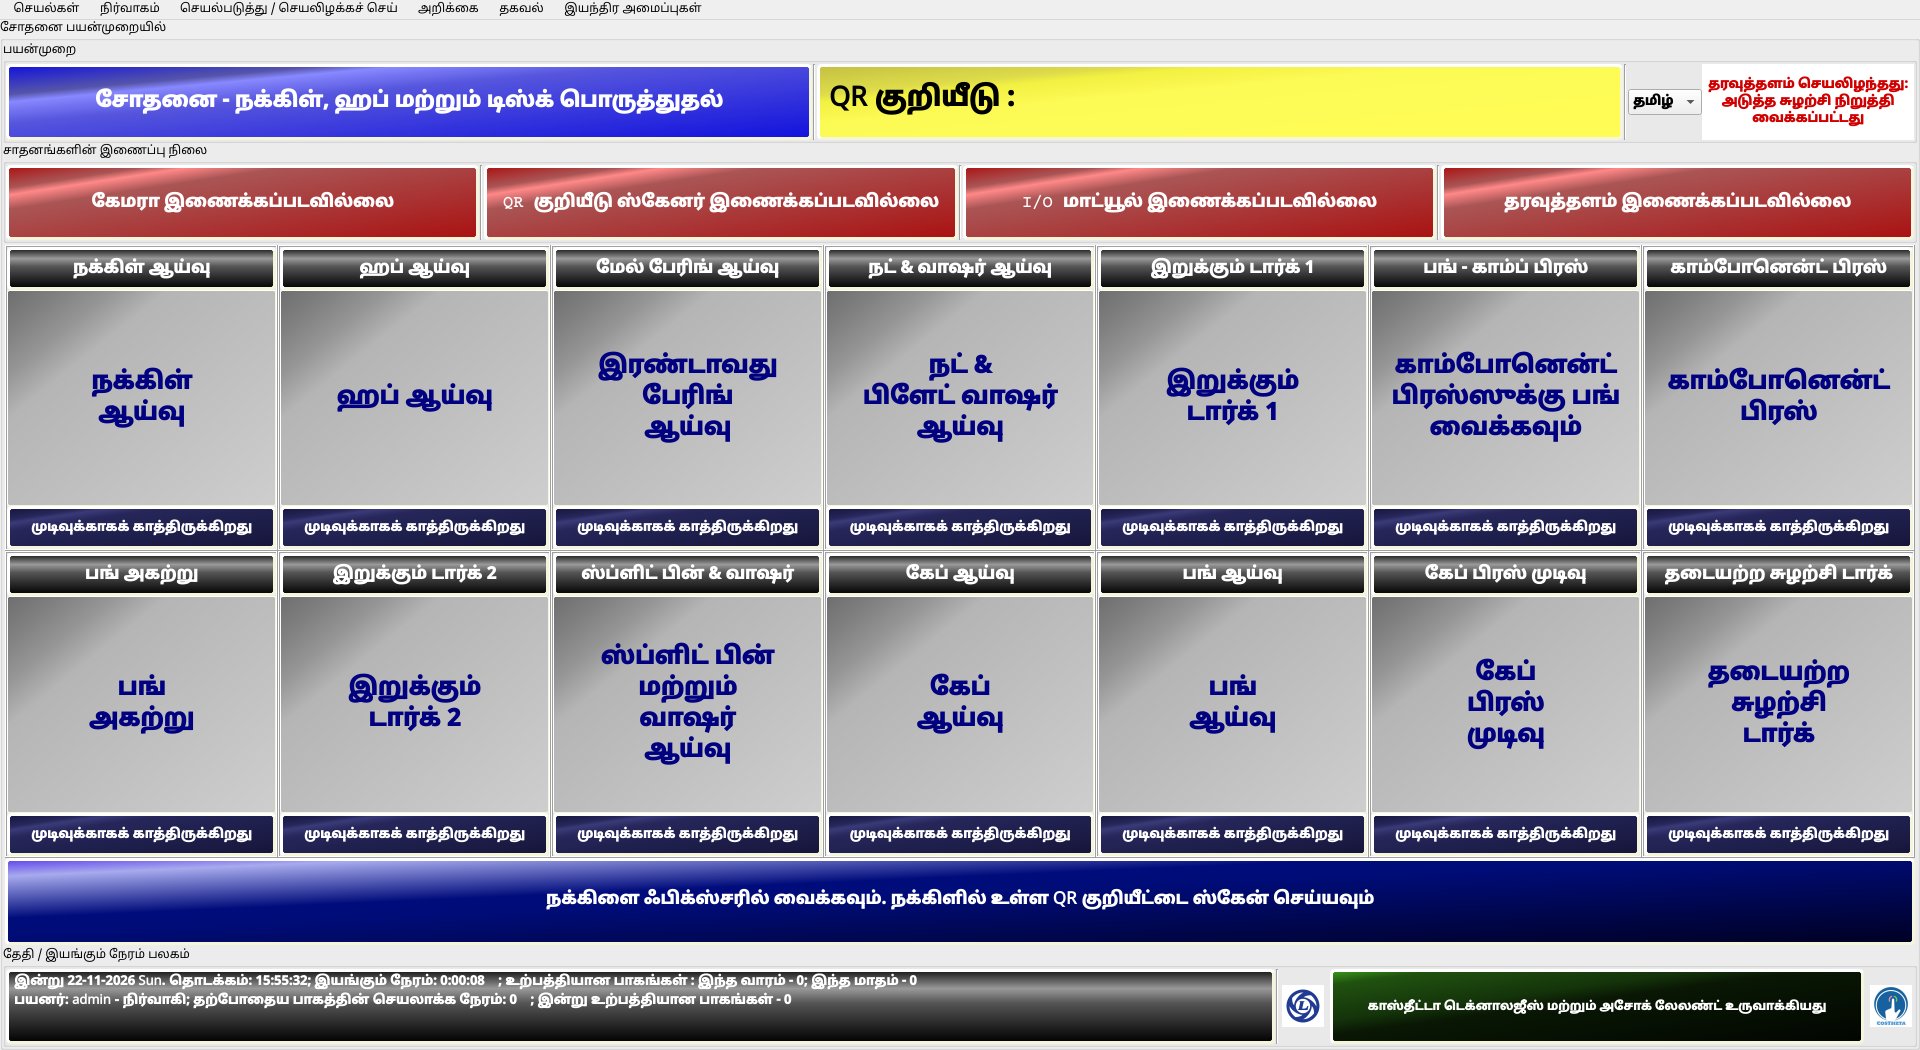 செயல்கள் நிர்வாகம் செயல்படுத்து / செயலிழக்கச் செய் அறிக்கை தகவல் இயந்திர அமைப்புகள்
சோதனை பயன்முறையில்
பயன்முறை
சோதனை - நக்கிள், ஹப் மற்றும் டிஸ்க் பொருத்துதல்
QR குறியீடு :
தமிழ்
தரவுத்தளம் செயலிழந்தது:
அடுத்த சுழற்சி நிறுத்தி
வைக்கப்பட்டது
சாதனங்களின் இணைப்பு நிலை
கேமரா இணைக்கப்படவில்லை
QR குறியீடு ஸ்கேனர் இணைக்கப்படவில்லை
I/O மாட்யூல் இணைக்கப்படவில்லை
தரவுத்தளம் இணைக்கப்படவில்லை
நக்கிள் ஆய்வு
ஹப் ஆய்வு
மேல் பேரிங் ஆய்வு
நட் & வாஷர் ஆய்வு
இறுக்கும் டார்க் 1
பங் - காம்ப் பிரஸ்
காம்போனென்ட் பிரஸ்
நக்கிள்
ஆய்வு
ஹப் ஆய்வு
இரண்டாவது
பேரிங்
ஆய்வு
நட் &
பிளேட் வாஷர்
ஆய்வு
இறுக்கும்
டார்க் 1
காம்போனென்ட்
பிரஸ்ஸுக்கு பங்
வைக்கவும்
காம்போனென்ட்
பிரஸ்
முடிவுக்காகக் காத்திருக்கிறது
முடிவுக்காகக் காத்திருக்கிறது
முடிவுக்காகக் காத்திருக்கிறது
முடிவுக்காகக் காத்திருக்கிறது
முடிவுக்காகக் காத்திருக்கிறது
முடிவுக்காகக் காத்திருக்கிறது
முடிவுக்காகக் காத்திருக்கிறது
பங் அகற்று
இறுக்கும் டார்க் 2
ஸ்ப்ளிட் பின் & வாஷர்
கேப் ஆய்வு
பங் ஆய்வு
கேப் பிரஸ் முடிவு
தடையற்ற சுழற்சி டார்க்
பங்
அகற்று
இறுக்கும்
டார்க் 2
ஸ்ப்ளிட் பின்
மற்றும்
வாஷர்
ஆய்வு
கேப்
ஆய்வு
பங்
ஆய்வு
கேப்
பிரஸ்
முடிவு
தடையற்ற
சுழற்சி
டார்க்
முடிவுக்காகக் காத்திருக்கிறது
முடிவுக்காகக் காத்திருக்கிறது
முடிவுக்காகக் காத்திருக்கிறது
முடிவுக்காகக் காத்திருக்கிறது
முடிவுக்காகக் காத்திருக்கிறது
முடிவுக்காகக் காத்திருக்கிறது
முடிவுக்காகக் காத்திருக்கிறது
நக்கிளை ஃபிக்ஸ்சரில் வைக்கவும். நக்கிளில் உள்ள QR குறியீட்டை ஸ்கேன் செய்யவும்
தேதி / இயங்கும் நேரம் பலகம்
இன்று 22-11-2026 Sun. தொடக்கம்: 15:55:32; இயங்கும் நேரம்: 0:00:08 ; உற்பத்தியான பாகங்கள் : இந்த வாரம் - 0; இந்த மாதம் - 0
பயனர்: admin - நிர்வாகி; தற்போதைய பாகத்தின் செயலாக்க நேரம்: 0 ; இன்று உற்பத்தியான பாகங்கள் - 0
காஸ்தீட்டா டெக்னாலஜீஸ் மற்றும் அசோக் லேலண்ட் உருவாக்கியது
COSTHETA